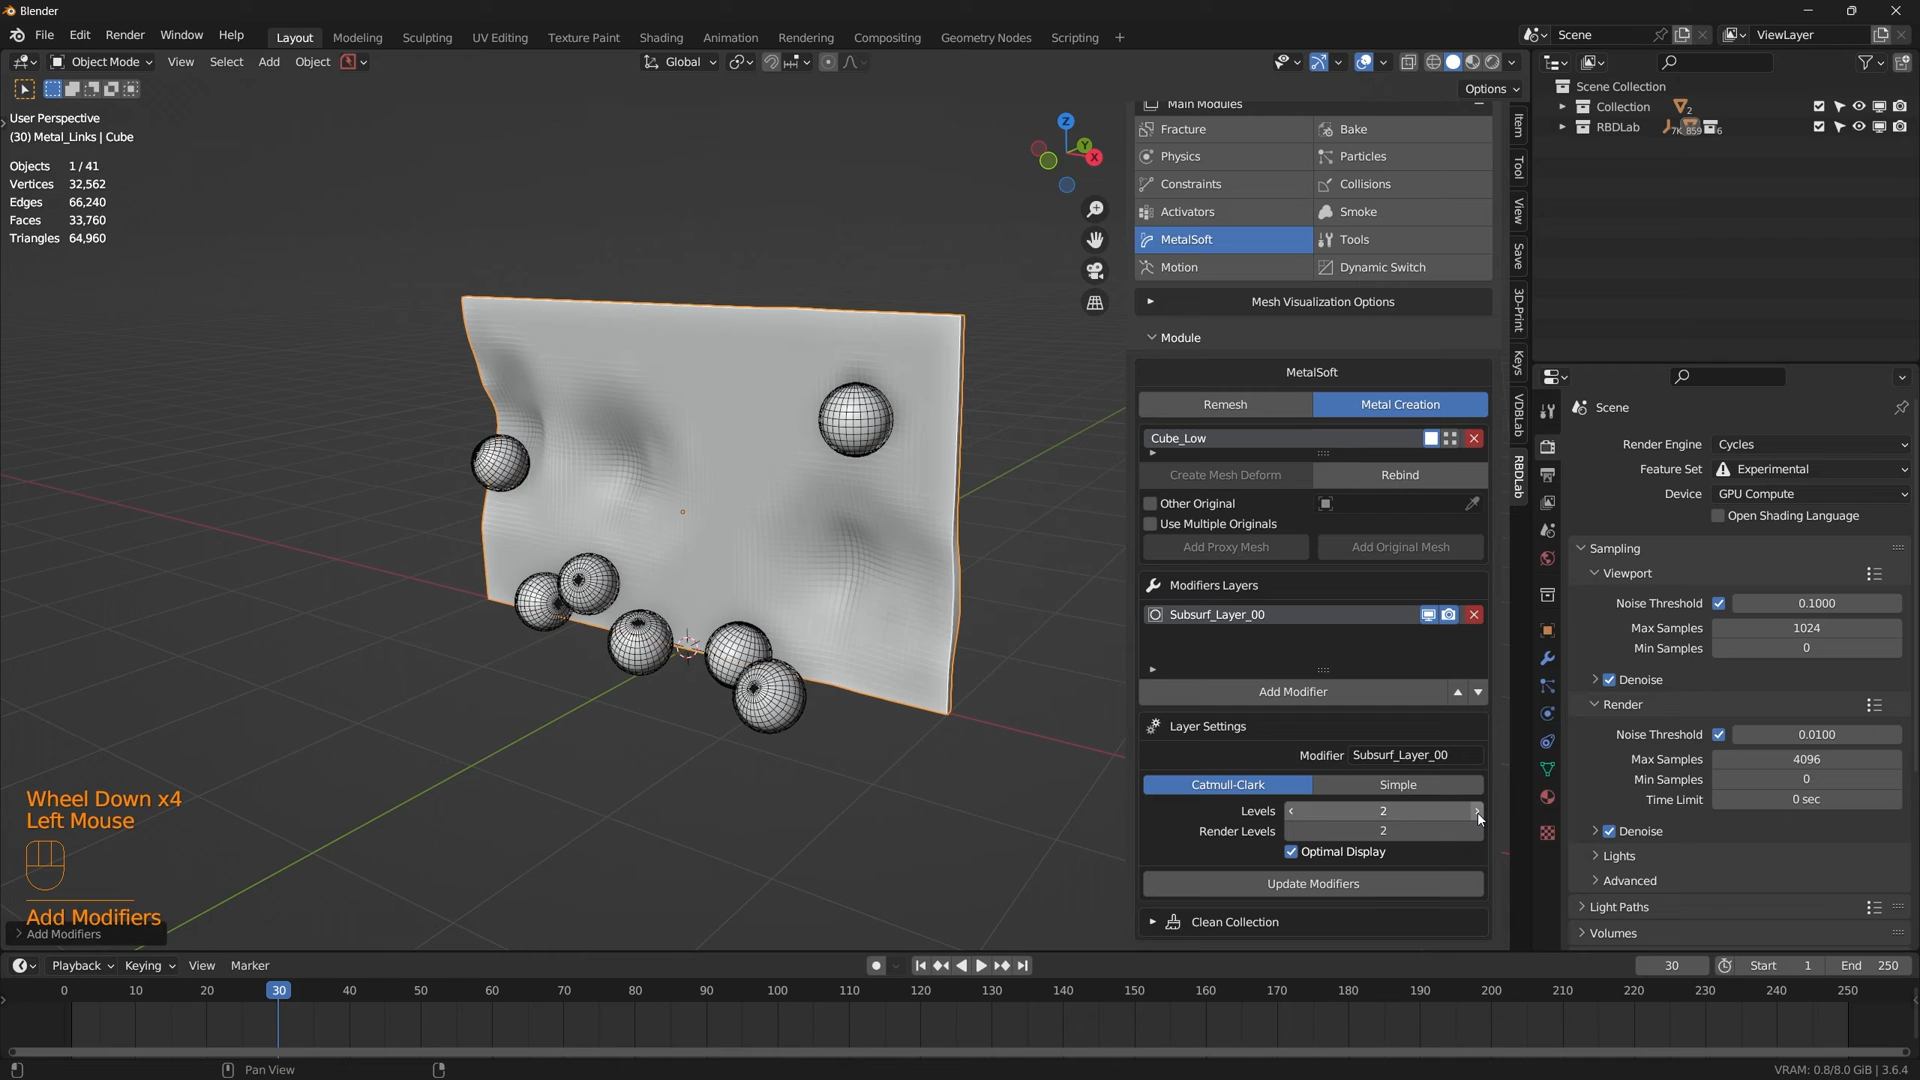 Blender
File Edit Render Window Help
Layout Modeling Sculpting UV Editing Texture Paint Shading Animation Rendering Compositing Geometry Nodes Scripting +
Scene
ViewLayer
Object Mode View Select Add Object
Global
Options
User Perspective
(30) Metal_Links | Cube
Objects 1 / 41
Vertices 32,562
Edges 66,240
Faces 33,760
Triangles 64,960
Z
Y
X
Main Modules
Fracture Bake
Physics Particles
Constraints Collisions
Activators Smoke
MetalSoft Tools
Motion Dynamic Switch
Mesh Visualization Options
Module
MetalSoft
Remesh Metal Creation
Cube_Low
Create Mesh Deform Rebind
Other Original
Use Multiple Originals
Add Proxy Mesh Add Original Mesh
Modifiers Layers
Subsurf_Layer_00
Add Modifier
Layer Settings
Modifier Subsurf_Layer_00
Catmull-Clark Simple
Levels 2
Render Levels 2
Optimal Display
Update Modifiers
Clean Collection
Item
Tool
View
Save
3D-Print
Keys
VDBLab
RBDLab
Scene Collection
Collection 2
RBDLab 7K 859 6
Scene
Render Engine Cycles
Feature Set Experimental
Device GPU Compute
Open Shading Language
Sampling
Viewport
Noise Threshold 0.1000
Max Samples 1024
Min Samples 0
Denoise
Render
Noise Threshold 0.0100
Max Samples 4096
Min Samples 0
Time Limit 0 sec
Denoise
Lights
Advanced
Light Paths
Volumes
Wheel Down x4
Left Mouse
Add Modifiers
Add Modifiers
Playback Keying View Marker
30 Start 1 End 250
0 10 20 30 40 50 60 70 80 90 100 110 120 130 140 150 160 170 180 190 200 210 220 230 240 250
Pan View
VRAM: 0.8/8.0 GiB | 3.6.4